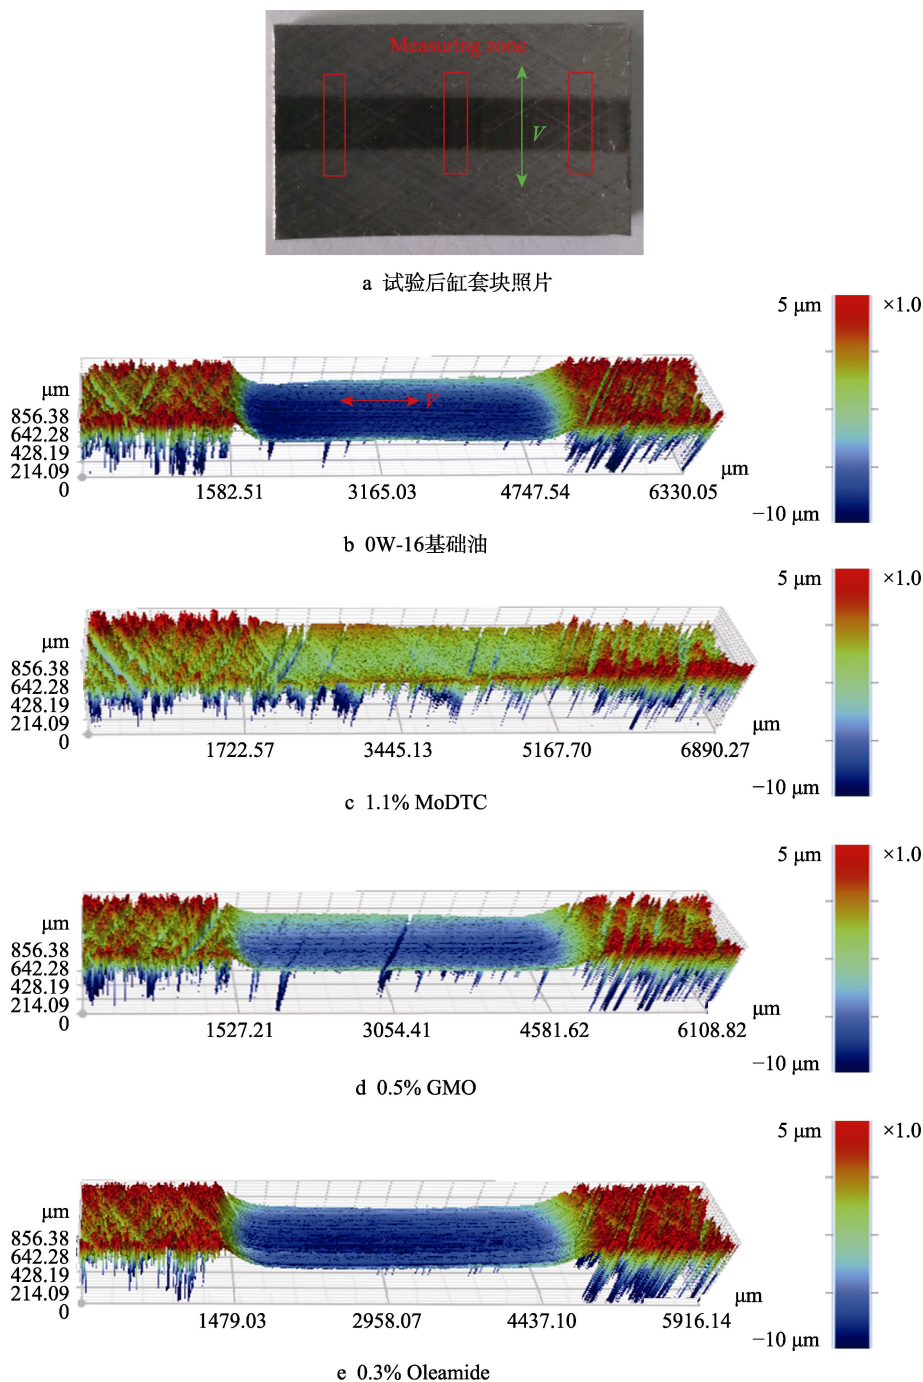 Measuring zone
V
a 试验后缸套块照片
5 μm ×1.0
μm
856.38
642.28
428.19
214.09
0
V
μm
1582.51 3165.03 4747.54 6330.05
−10 μm
b 0W-16基础油
5 μm ×1.0
μm
856.38
642.28
428.19
214.09
0
μm
1722.57 3445.13 5167.70 6890.27
−10 μm
c 1.1% MoDTC
5 μm ×1.0
μm
856.38
642.28
428.19
214.09
0
μm
1527.21 3054.41 4581.62 6108.82
−10 μm
d 0.5% GMO
5 μm ×1.0
μm
856.38
642.28
428.19
214.09
0
μm
1479.03 2958.07 4437.10 5916.14
−10 μm
e 0.3% Oleamide